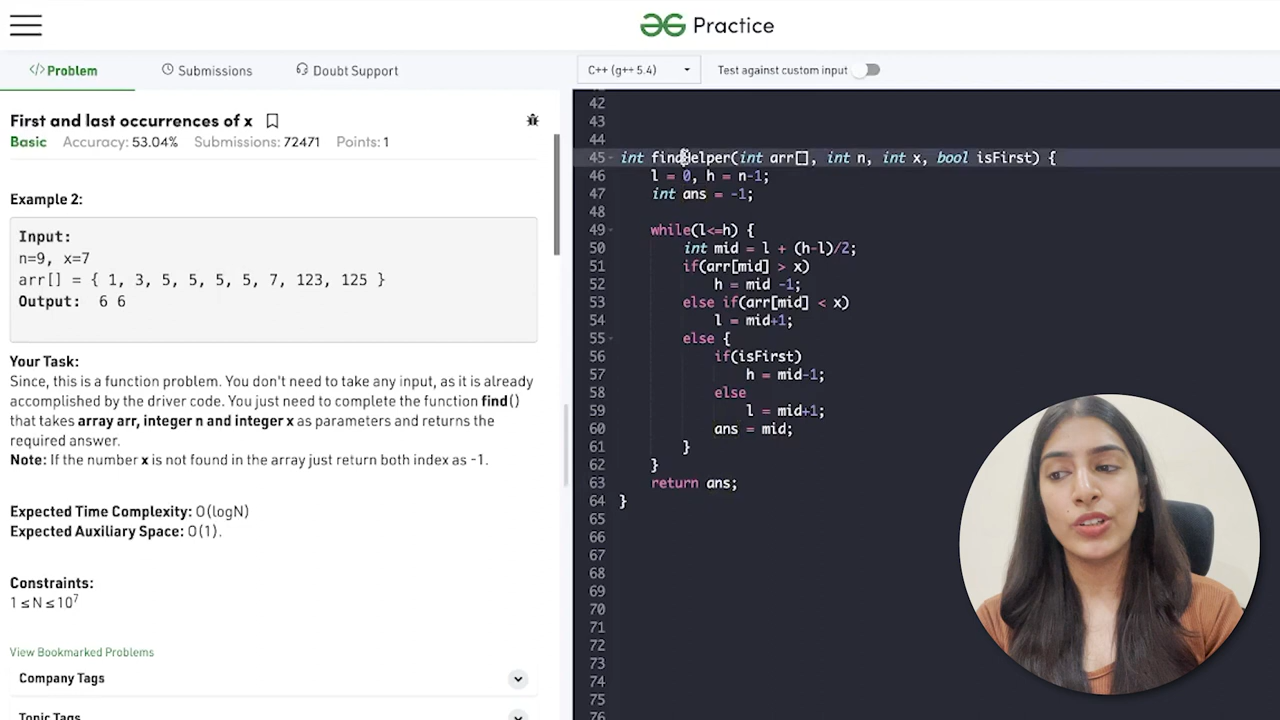 Practice
Problem
Submissions
Doubt Support
C++ (g++ 5.4)
Test against custom input
First and last occurrences of x
Basic Accuracy: 53.04% Submissions: 72471 Points: 1
Example 2:
Input:
n=9, x=7
arr[] = { 1, 3, 5, 5, 5, 5, 7, 123, 125 }
Output: 6 6
Your Task:
Since, this is a function problem. You don't need to take any input, as it is already
accomplished by the driver code. You just need to complete the function find()
that takes array arr, integer n and integer x as parameters and returns the
required answer.
Note: If the number x is not found in the array just return both index as -1.
Expected Time Complexity: O(logN)
Expected Auxiliary Space: O(1).
Constraints:
1 ≤ N ≤ 10⁷
View Bookmarked Problems
Company Tags
Topic Tags
42
43
44
45 int findHelper(int arr[], int n, int x, bool isFirst) {
46 l = 0, h = n-1;
47 int ans = -1;
48
49 while(l<=h) {
50 int mid = l + (h-l)/2;
51 if(arr[mid] > x)
52 h = mid -1;
53 else if(arr[mid] < x)
54 l = mid+1;
55 else {
56 if(isFirst)
57 h = mid-1;
58 else
59 l = mid+1;
60 ans = mid;
61 }
62 }
63 return ans;
64 }
65
66
67
68
69
70
71
72
73
74
75
76